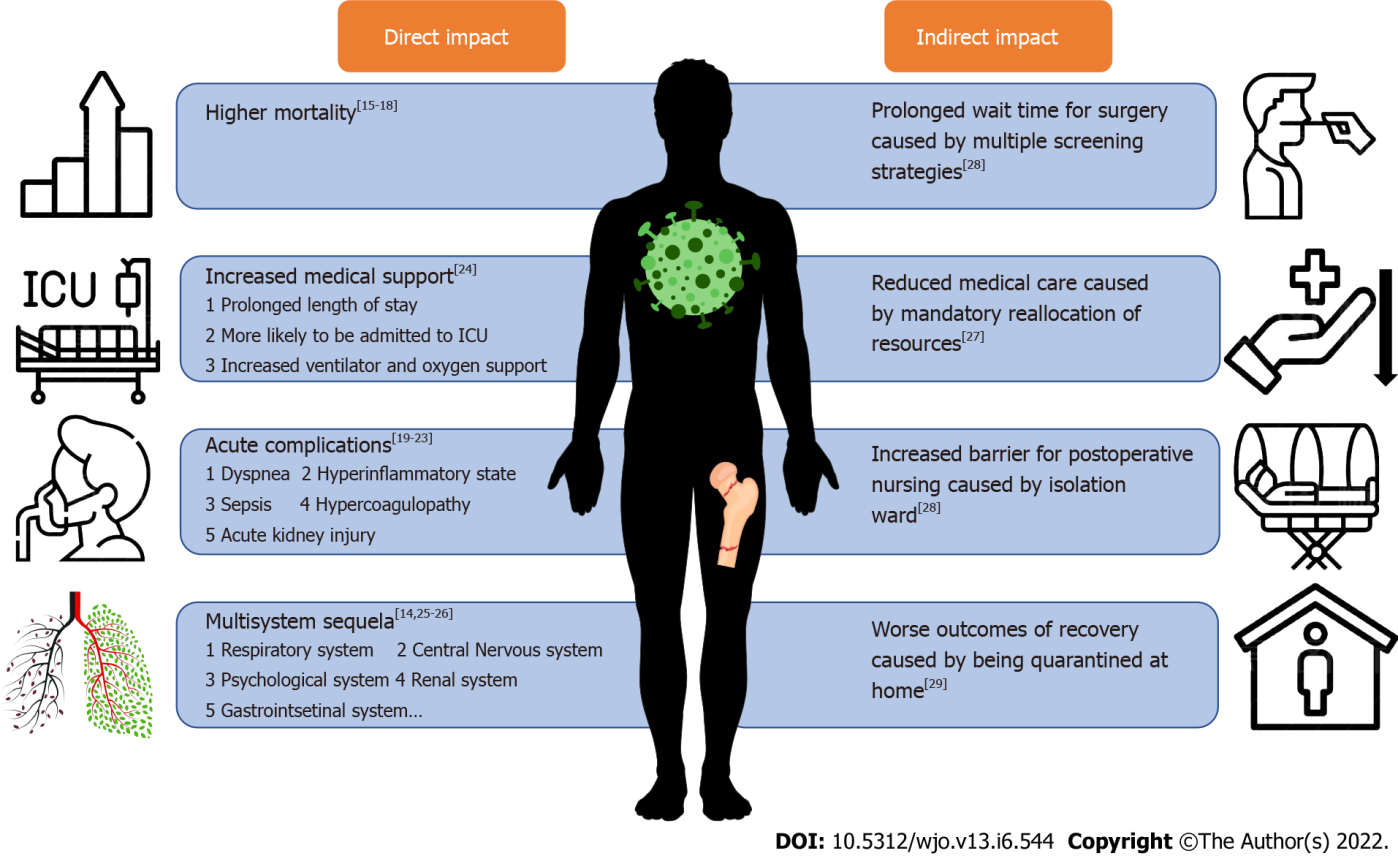 Direct impact
Higher mortality[15-18]
ICU
Increased medical support[24]
1 Prolonged length of stay
2 More likely to be admitted to ICU
3 Increased ventilator and oxygen support
Acute complications[19-23]
1 Dyspnea 2 Hyperinflammatory state
3 Sepsis 4 Hypercoagulopathy
5 Acute kidney injury
Multisystem sequela[14,25-26]
1 Respiratory system 2 Central Nervous system
3 Psychological system 4 Renal system
5 Gastrointsetinal system...
Indirect impact
Prolonged wait time for surgery
caused by multiple screening
strategies[28]
Reduced medical care caused
by mandatory reallocation of
resources[27]
Increased barrier for postoperative
nursing caused by isolation
ward[28]
Worse outcomes of recovery
caused by being quarantined at
home[29]
DOI: 10.5312/wjo.v13.i6.544 Copyright ©The Author(s) 2022.